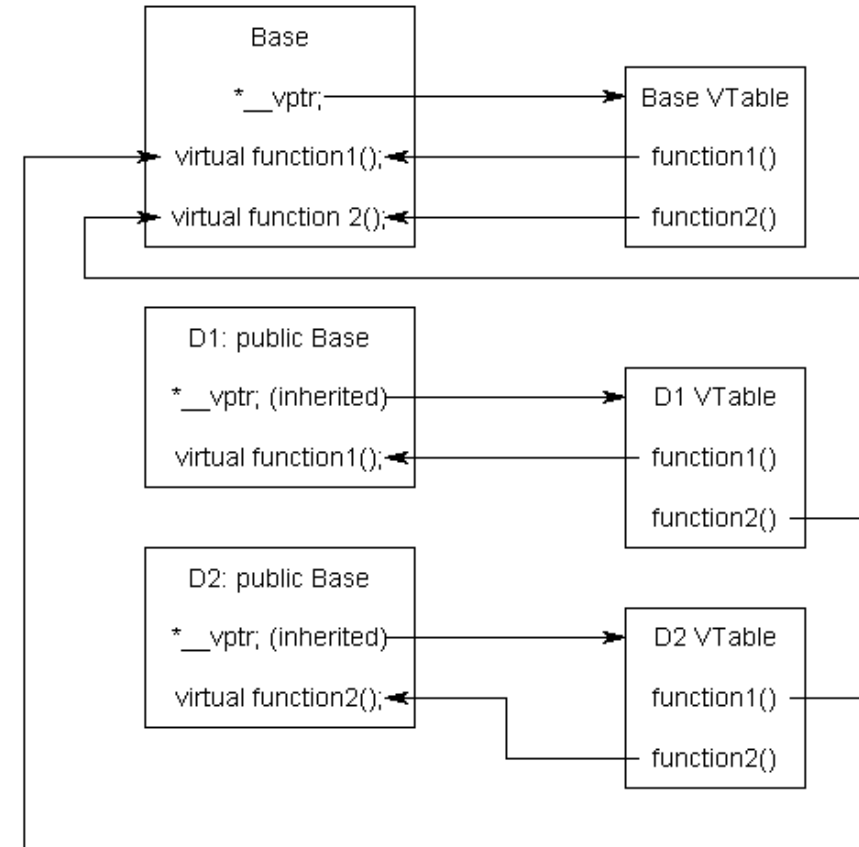 Base
*__vptr;
virtual function1();
virtual function 2();
Base VTable
function1()
function2()
D1: public Base
*__vptr; (inherited)
virtual function1();
D1 VTable
function1()
function2()
D2: public Base
*__vptr; (inherited)
virtual function2();
D2 VTable
function1()
function2()